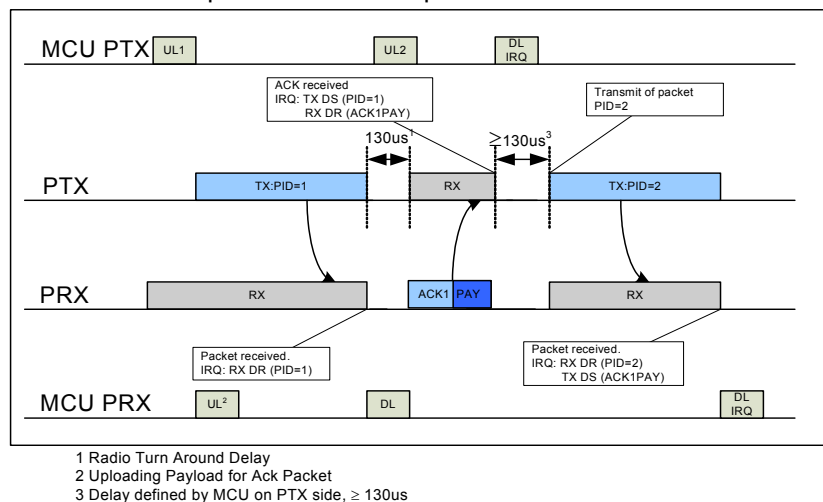 MCU PTX
UL1
UL2
DL
IRQ
ACK received
IRQ: TX DS (PID=1)
RX DR (ACK1PAY)
Transmit of packet
PID=2
130us1
≥130us3
PTX
TX:PID=1
RX
TX:PID=2
PRX
RX
ACK1
PAY
RX
Packet received.
IRQ: RX DR (PID=1)
Packet received.
IRQ: RX DR (PID=2)
TX DS (ACK1PAY)
MCU PRX
UL2
DL
DL
IRQ
1 Radio Turn Around Delay
2 Uploading Payload for Ack Packet
3 Delay defined by MCU on PTX side, ≥ 130us